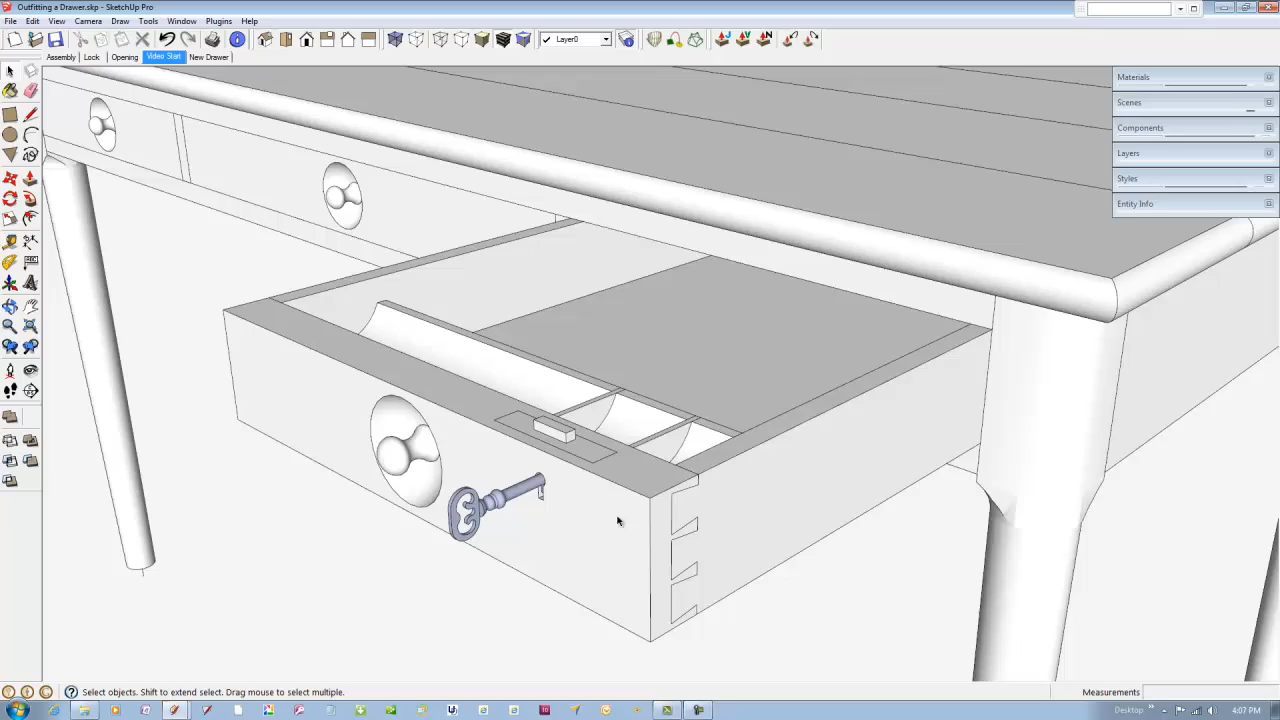 Outfitting a Drawer.skp - SketchUp Pro
File Edit View Camera Draw Tools Window Plugins Help
Layer0
Assembly Lock Opening Video Start New Drawer
Materials
Scenes
Components
Layers
Styles
Entity Info
Select objects. Shift to extend select. Drag mouse to select multiple.
Measurements
Desktop
4:07 PM